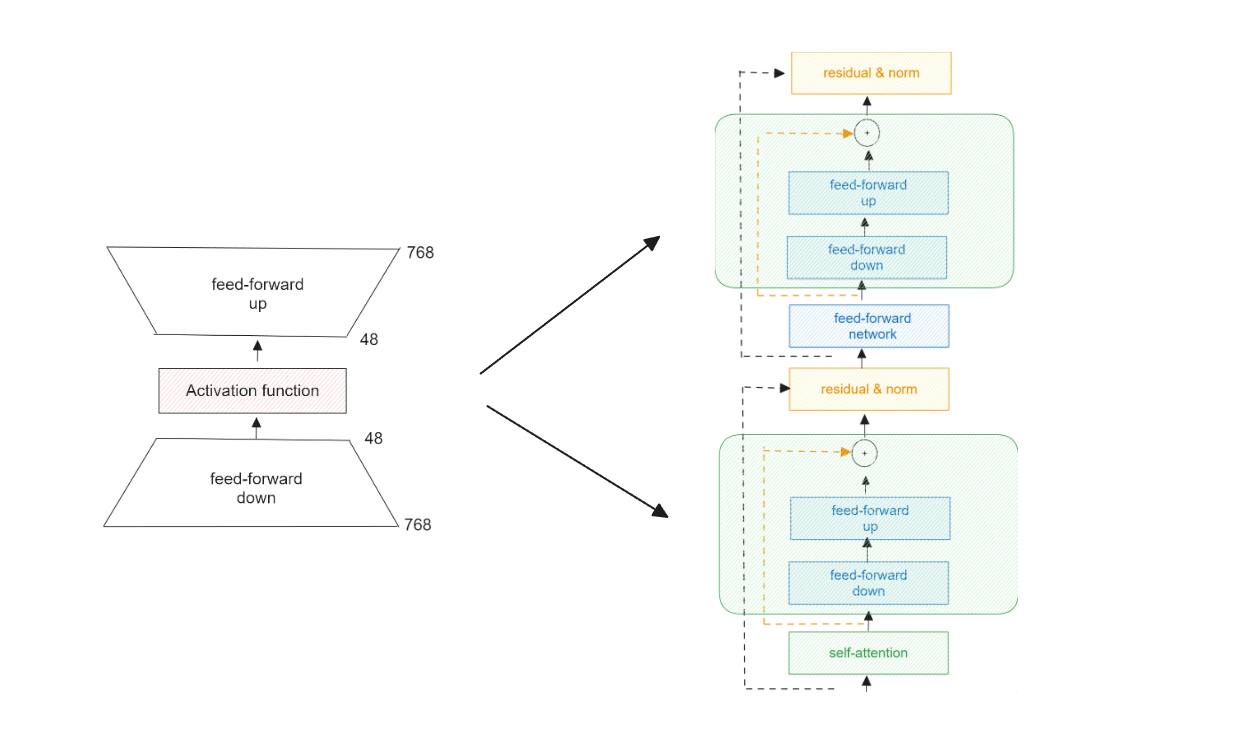 feed-forward
up
768
48
Activation function
48
feed-forward
down
768
residual & norm
+
feed-forward
up
feed-forward
down
feed-forward
network
residual & norm
+
feed-forward
up
feed-forward
down
self-attention